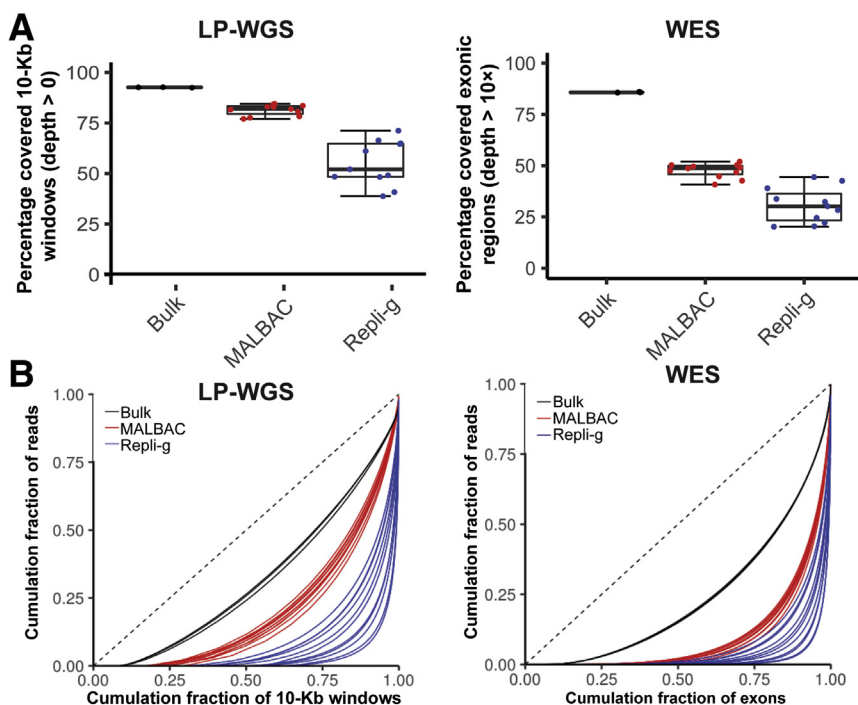 A
LP-WGS
Percentage covered 10-Kb
windows (depth > 0)
100
75
50
25
0
Bulk
MALBAC
Repli-g
WES
Percentage covered exonic
regions (depth > 10×)
100
75
50
25
0
Bulk
MALBAC
Repli-g
B
LP-WGS
Cumulation fraction of reads
1.00
0.75
0.50
0.25
0.00
Bulk
MALBAC
Repli-g
0.00
0.25
0.50
0.75
1.00
Cumulation fraction of 10-Kb windows
WES
Cumulation fraction of reads
1.00
0.75
0.50
0.25
0.00
Bulk
MALBAC
Repli-g
0.00
0.25
0.50
0.75
1.00
Cumulation fraction of exons